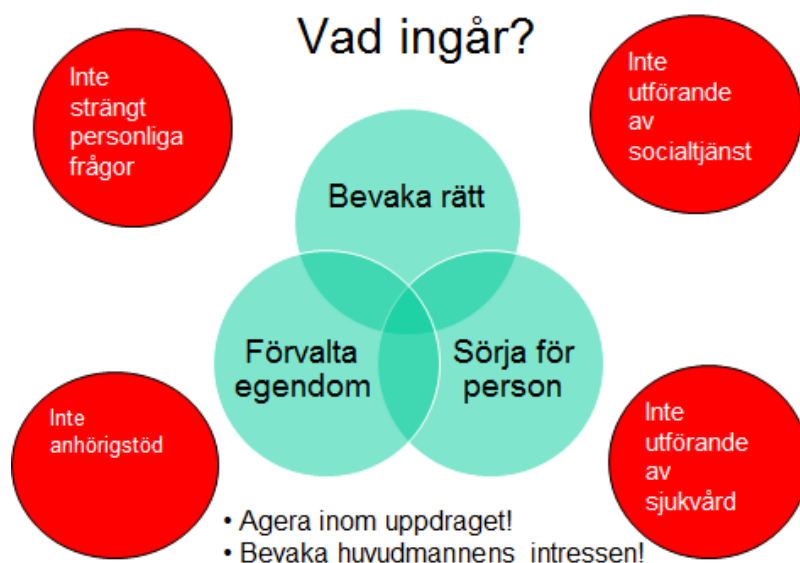 Vad ingår?
Inte
strängt
personliga
frågor
Inte
utförande
av
socialtjänst
Bevaka rätt
Förvalta
egendom
Sörja för
person
Inte
anhörigstöd
Inte
utförande
av
sjukvård
• Agera inom uppdraget!
• Bevaka huvudmannens intressen!